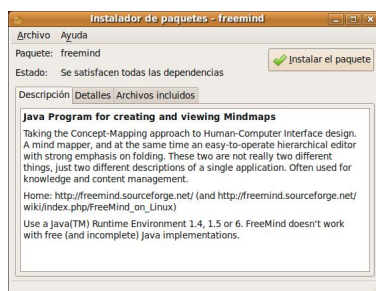 Instalador de paquetes - freemind
Archivo Ayuda
Paquete: freemind
Instalar el paquete
Estado: Se satisfacen todas las dependencias
Descripción Detalles Archivos incluidos
Java Program for creating and viewing Mindmaps
Taking the Concept-Mapping approach to Human-Computer Interface design.
A mind mapper, and at the same time an easy-to-operate hierarchical editor
with strong emphasis on folding. These two are not really two different
things, just two different descriptions of a single application. Often used for
knowledge and content management.
Home: http://freemind.sourceforge.net/ (and http://freemind.sourceforge.net/
wiki/index.php/FreeMind_on_Linux)
Use a Java(TM) Runtime Environment 1.4, 1.5 or 6. FreeMind doesn't work
with free (and incomplete) Java implementations.